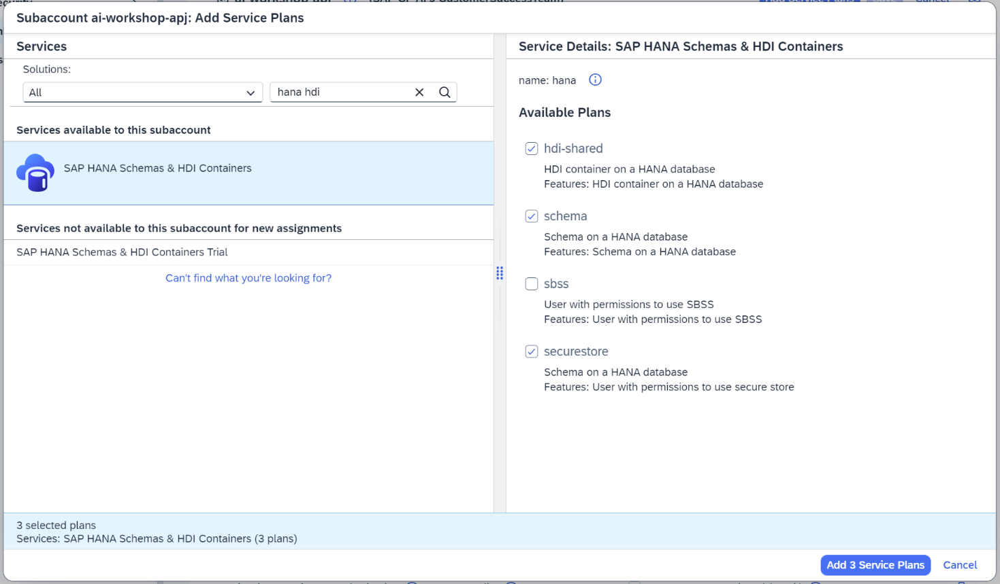 Subaccount ai-workshop-apj: Add Service Plans
Services
Solutions:
All
hana hdi
Services available to this subaccount
SAP HANA Schemas & HDI Containers
Services not available to this subaccount for new assignments
SAP HANA Schemas & HDI Containers Trial
Can't find what you're looking for?
Service Details: SAP HANA Schemas & HDI Containers
name: hana
Available Plans
hdi-shared
HDI container on a HANA database
Features: HDI container on a HANA database
schema
Schema on a HANA database
Features: Schema on a HANA database
sbss
User with permissions to use SBSS
Features: User with permissions to use SBSS
securestore
Schema on a HANA database
Features: User with permissions to use secure store
3 selected plans
Services: SAP HANA Schemas & HDI Containers (3 plans)
Add 3 Service Plans
Cancel